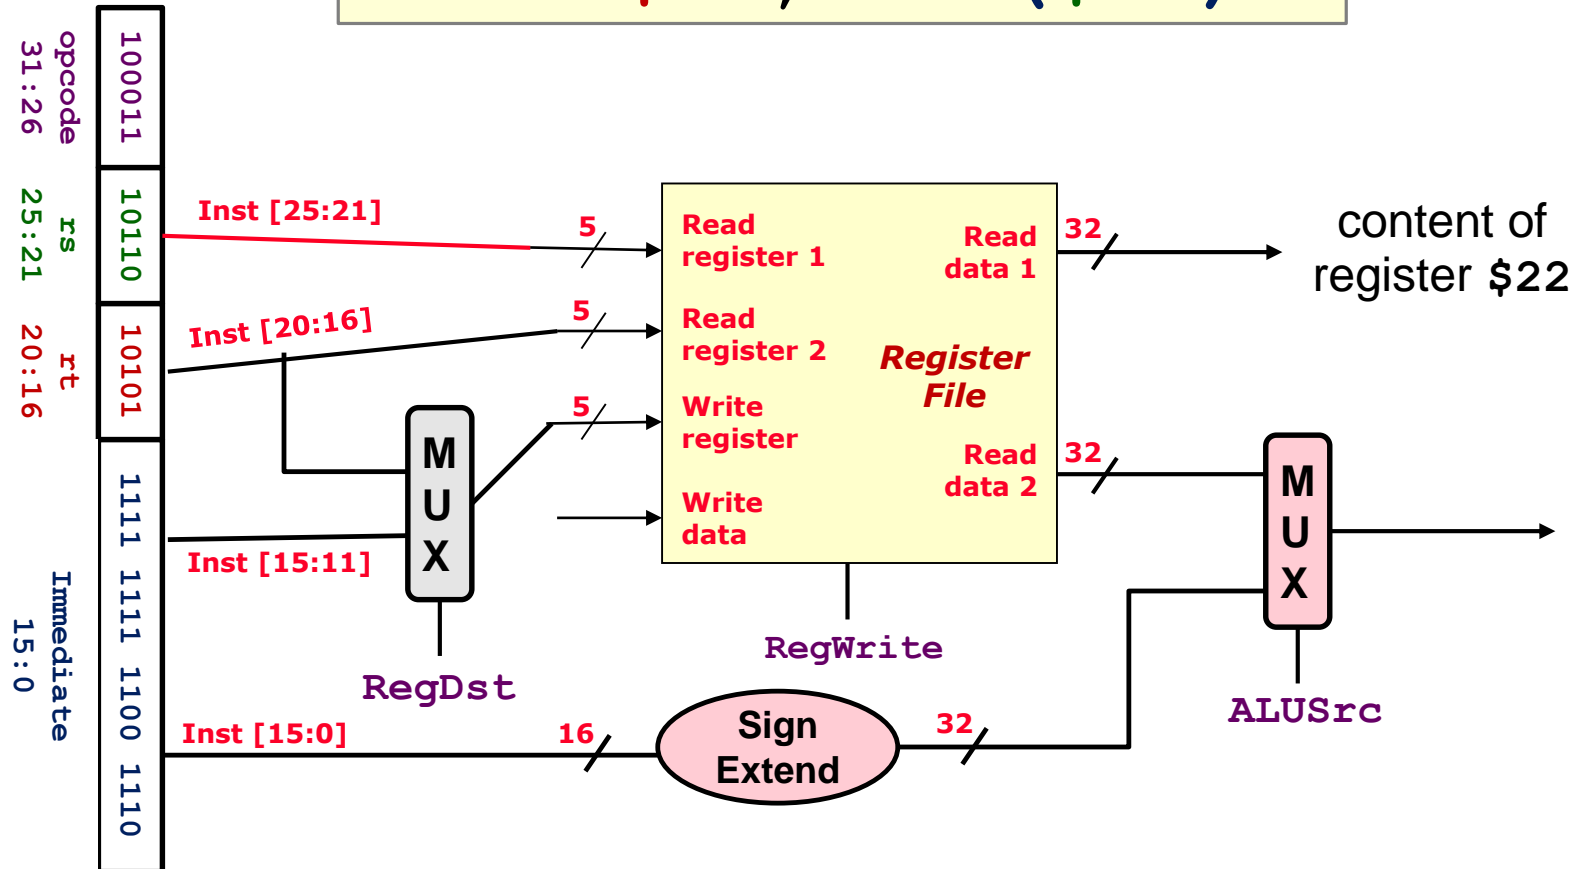 opcode
31:26
100011
rs
25:21
10110
rt
20:16
10101
Immediate
15:0
1111 1111 1100 1110
Inst [25:21]
5
Inst [20:16]
5
5
Inst [15:11]
MUX
RegDst
Inst [15:0]
16
Read
register 1
Read
register 2
Write
register
Write
data
Read
data 1
Register
File
Read
data 2
RegWrite
Sign
Extend
32
32
32
content of
register $22
MUX
ALUSrc